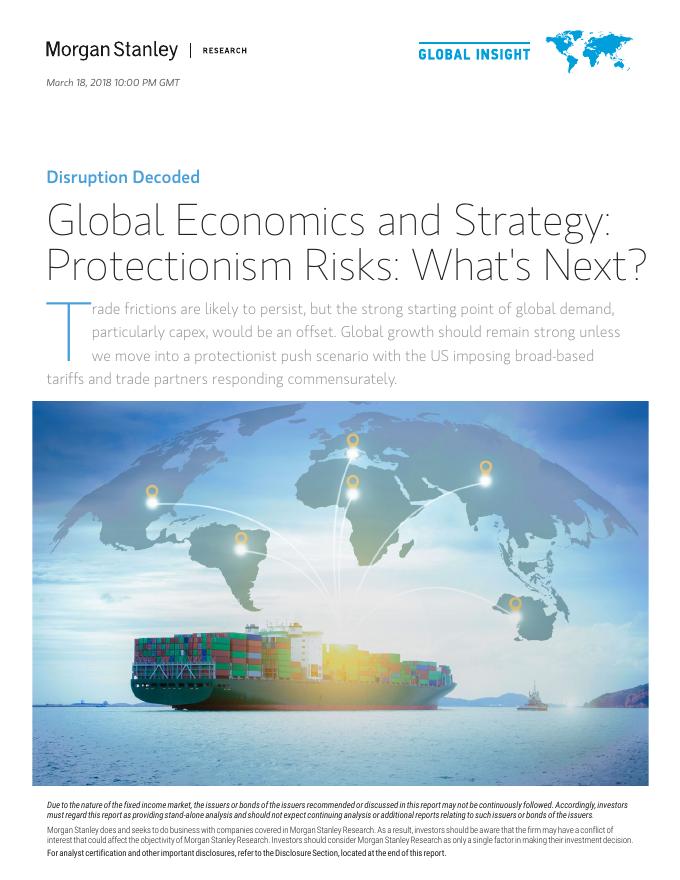 Morgan Stanley | RESEARCH
GLOBAL INSIGHT
March 18, 2018 10:00 PM GMT
Disruption Decoded
Global Economics and Strategy:
Protectionism Risks: What's Next?
Trade frictions are likely to persist, but the strong starting point of global demand,
particularly capex, would be an offset. Global growth should remain strong unless
we move into a protectionist push scenario with the US imposing broad-based
tariffs and trade partners responding commensurately.
Due to the nature of the fixed income market, the issuers or bonds of the issuers recommended or discussed in this report may not be continuously followed. Accordingly, investors
must regard this report as providing stand-alone analysis and should not expect continuing analysis or additional reports relating to such issuers or bonds of the issuers.
Morgan Stanley does and seeks to do business with companies covered in Morgan Stanley Research. As a result, investors should be aware that the firm may have a conflict of
interest that could affect the objectivity of Morgan Stanley Research. Investors should consider Morgan Stanley Research as only a single factor in making their investment decision.
For analyst certification and other important disclosures, refer to the Disclosure Section, located at the end of this report.